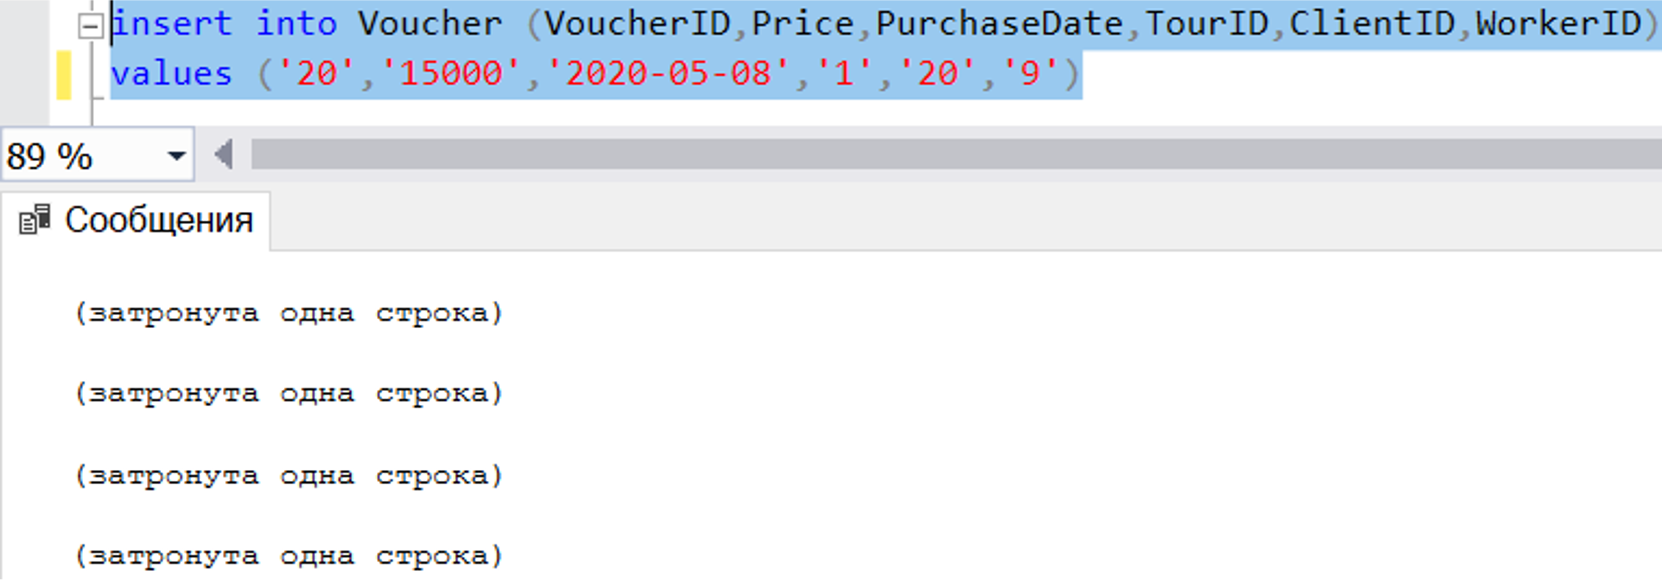 insert into Voucher (VoucherID,Price,PurchaseDate,TourID,ClientID,WorkerID)
values ('20','15000','2020-05-08','1','20','9')
89 %
Сообщения
(затронута одна строка)
(затронута одна строка)
(затронута одна строка)
(затронута одна строка)